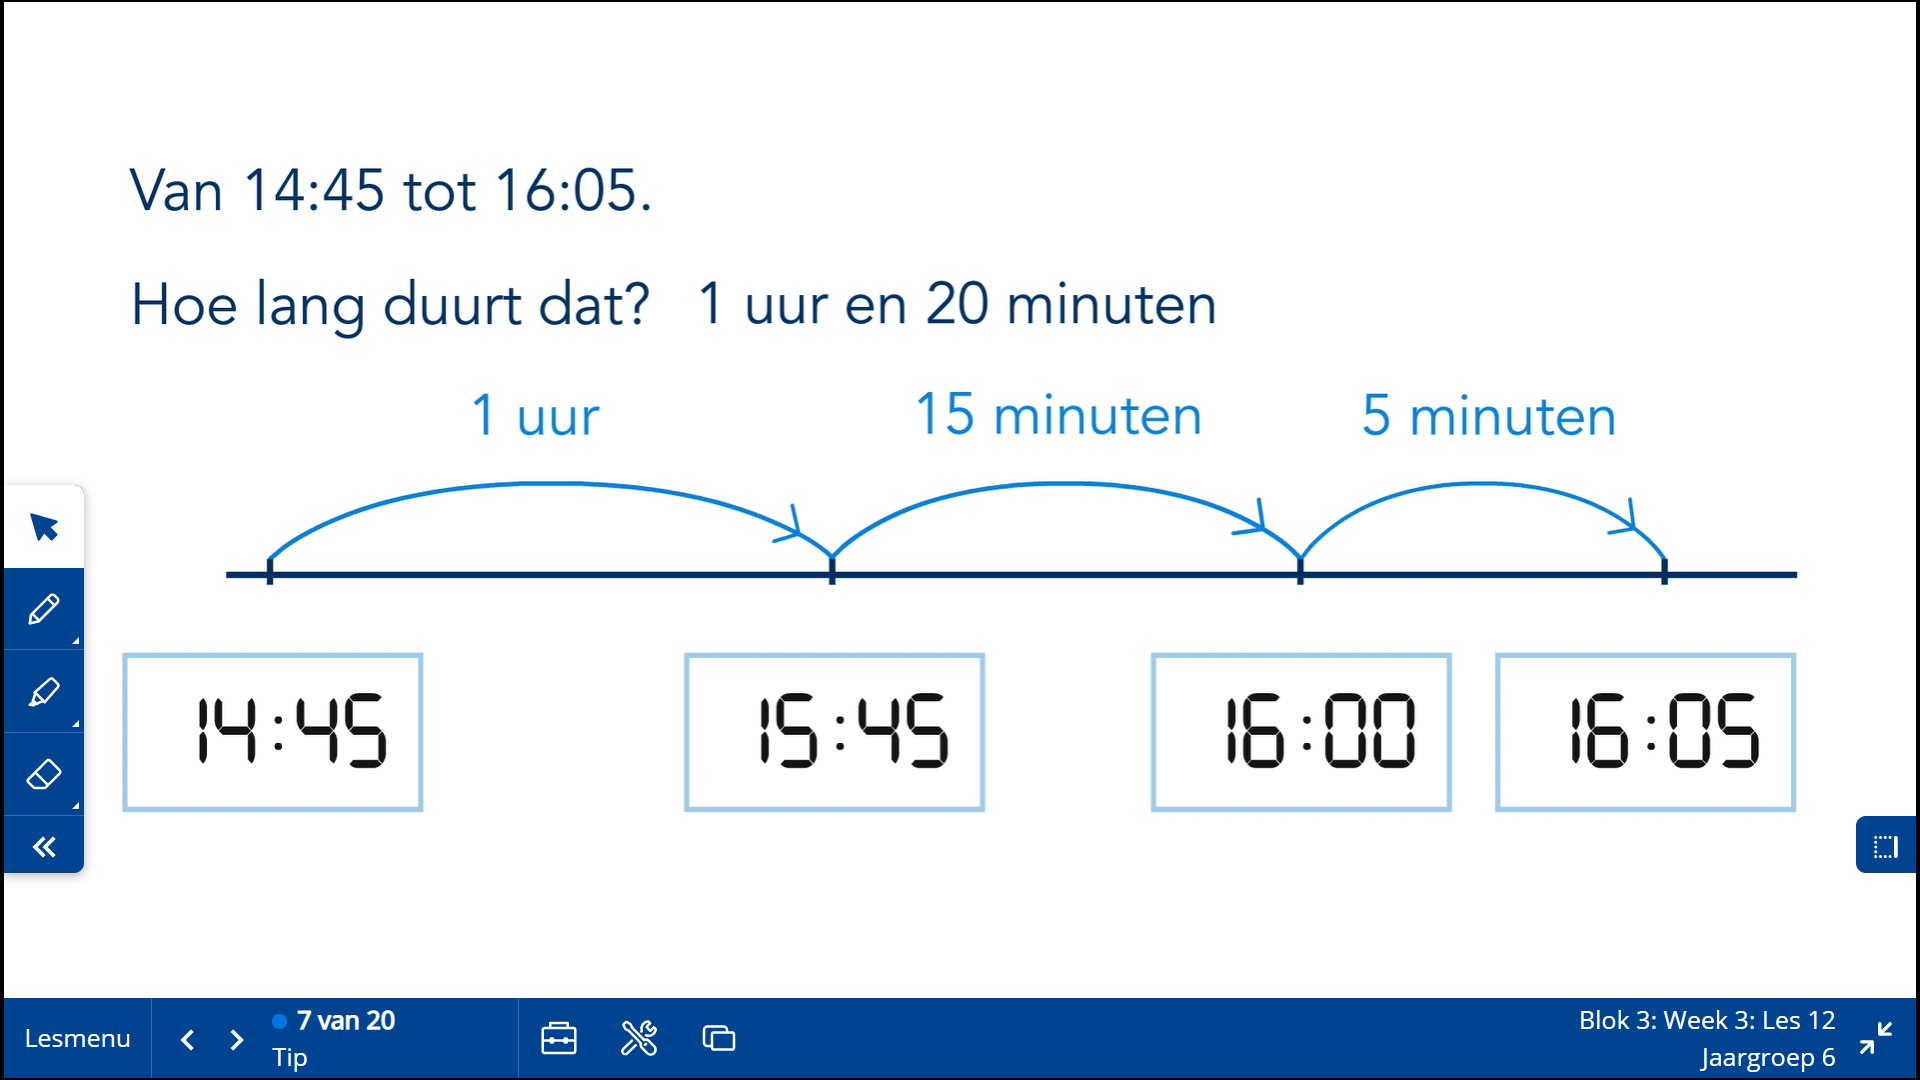 Van 14:45 tot 16:05.
Hoe lang duurt dat? 1 uur en 20 minuten
1 uur 15 minuten 5 minuten
14:45 15:45 16:00 16:05
Lesmenu
7 van 20
Tip
Blok 3: Week 3: Les 12
Jaargroep 6